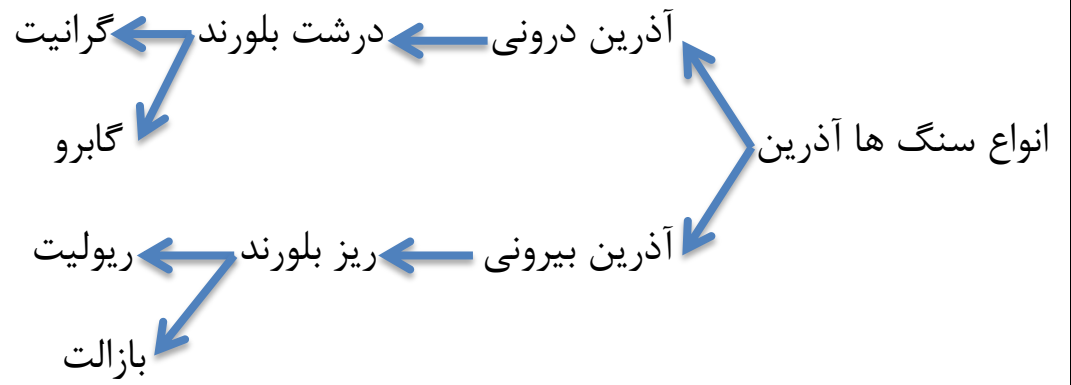 آذرین درونی درشت بلورند گرانیت
گابرو
انواع سنگ ها آذرین
آذرین بیرونی ریز بلورند ریولیت
بازالت